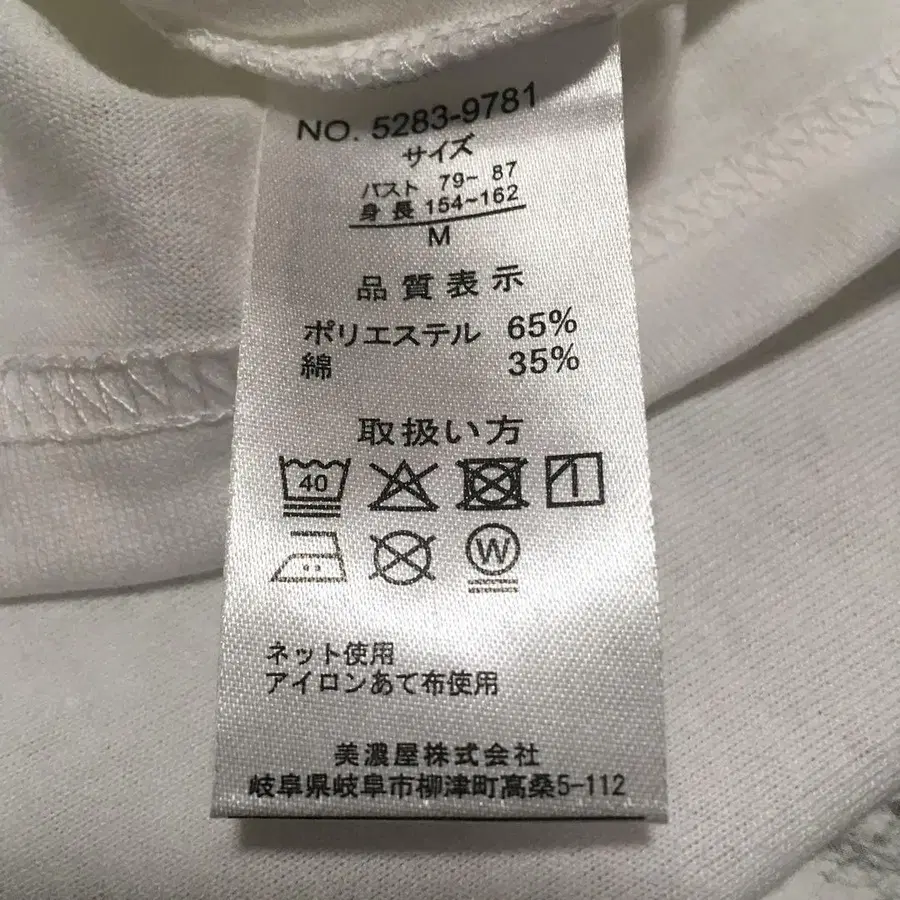 NO. 5283-9781
サイズ
バスト 79- 87
身長 154-162
M
品質表示
ポリエステル 65%
綿 35%
取扱い方
40
W
ネット使用
アイロンあて布使用
美濃屋株式会社
岐阜県岐阜市柳津町高桑5-112